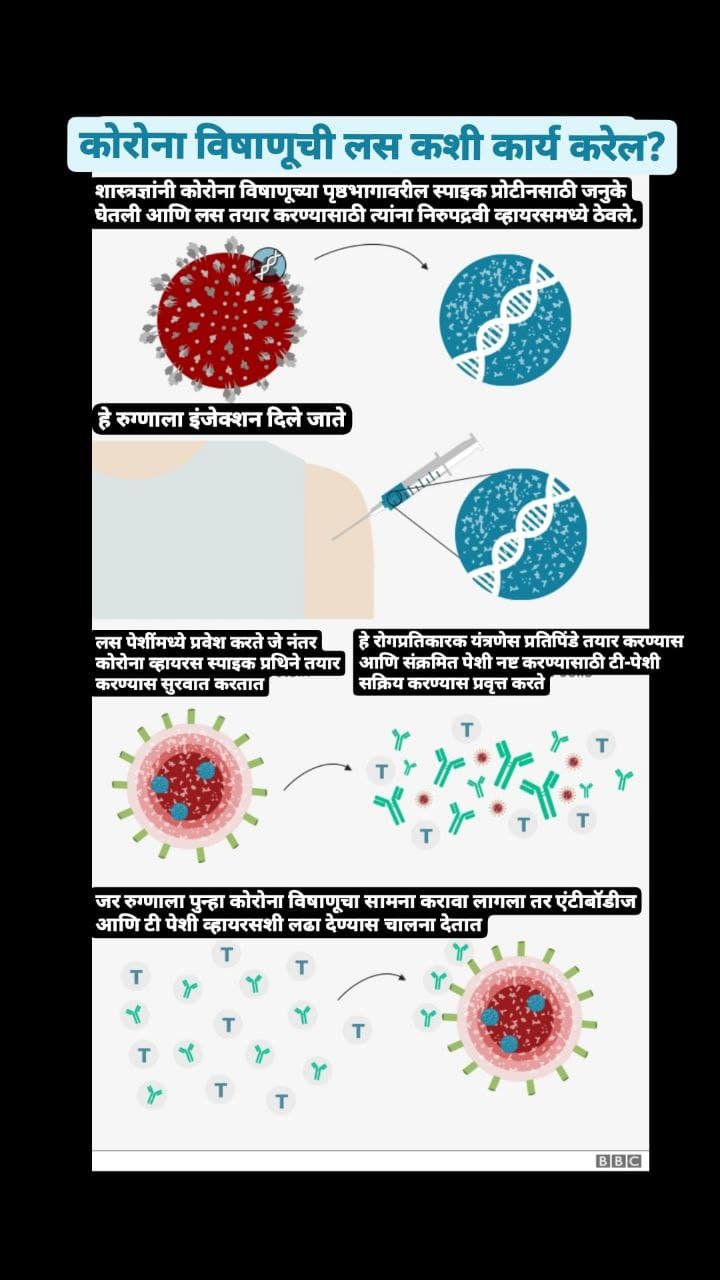 कोरोना विषाणूची लस कशी कार्य करेल?
शास्त्रज्ञांनी कोरोना विषाणूच्या पृष्ठभागावरील स्पाइक प्रोटीनसाठी जनुके
घेतली आणि लस तयार करण्यासाठी त्यांना निरुपद्रवी व्हायरसमध्ये ठेवले.
हे रुग्णाला इंजेक्शन दिले जाते
लस पेशींमध्ये प्रवेश करते जे नंतर
कोरोना व्हायरस स्पाइक प्रथिने तयार
करण्यास सुरवात करतात
हे रोगप्रतिकारक यंत्रणेस प्रतिपिंडे तयार करण्यास
आणि संक्रमित पेशी नष्ट करण्यासाठी टी-पेशी
सक्रिय करण्यास प्रवृत्त करते
T
T
T
T
T
T
जर रुग्णाला पुन्हा कोरोना विषाणूचा सामना करावा लागला तर एंटीबॉडीज
आणि टी पेशी व्हायरसशी लढा देण्यास चालना देतात
T
T
T
T
T
T
T
T
BBC